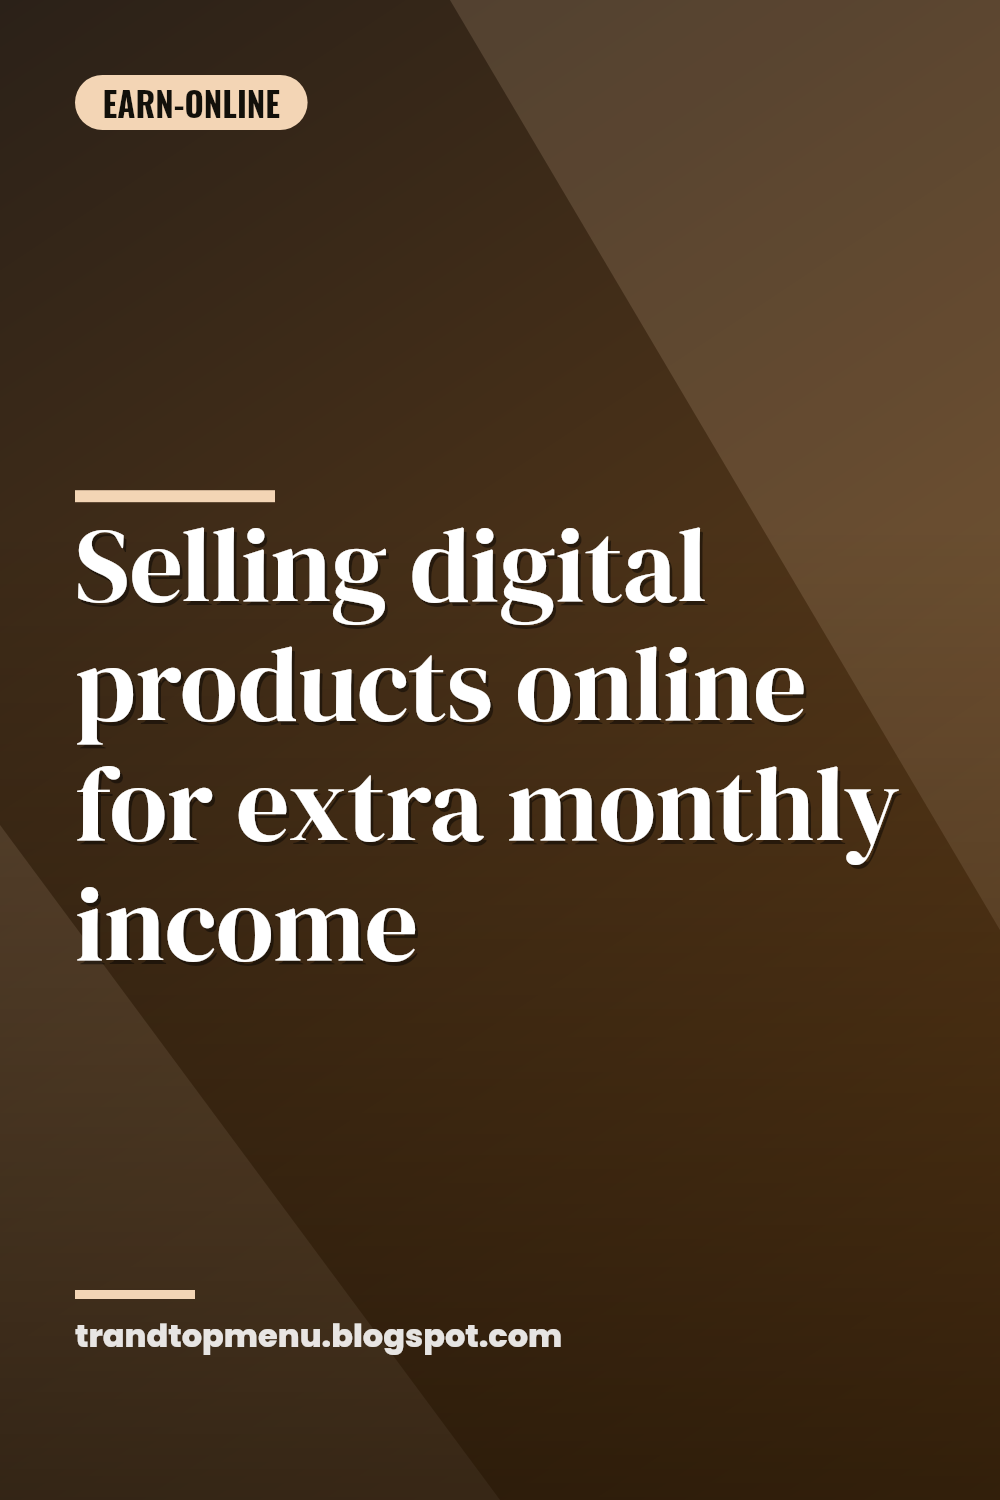 EARN-ONLINE
Selling digital
products online
for extra monthly
income
trandtopmenu.blogspot.com